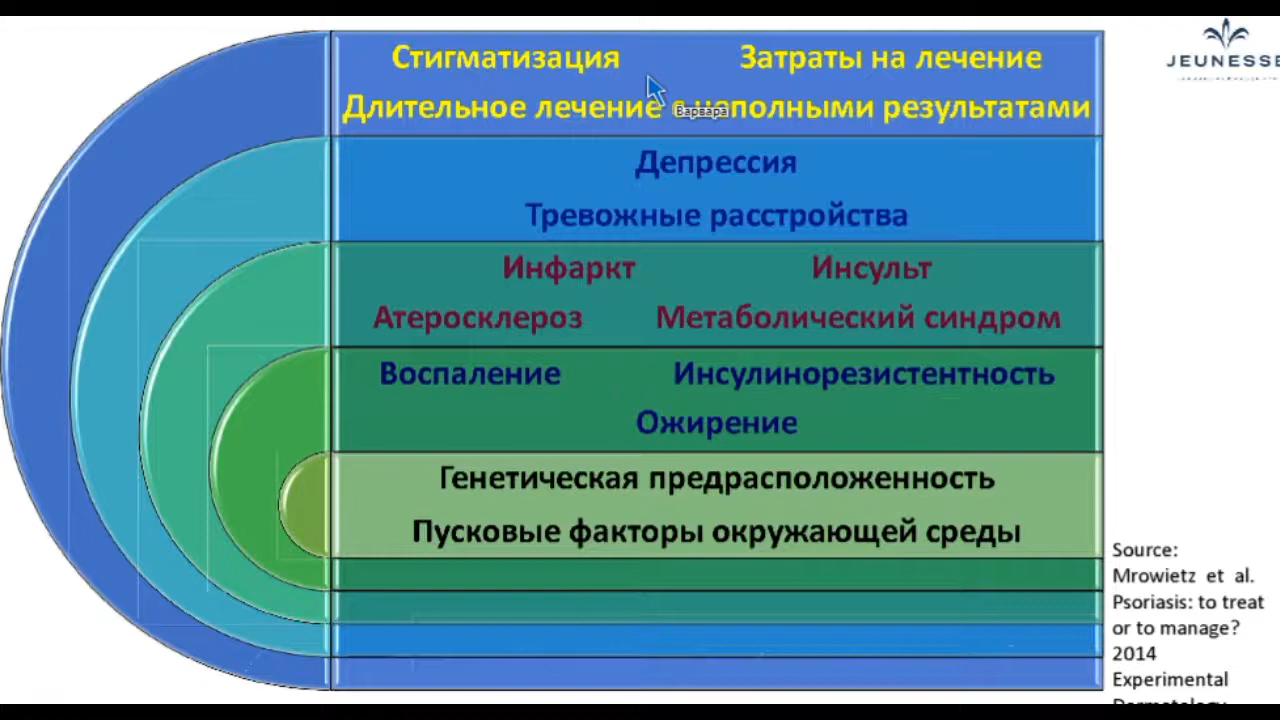 Стигматизация Затраты на лечение
Длительное лечение с неполными результатами
Варвара
Депрессия
Тревожные расстройства
Инфаркт Инсульт
Атеросклероз Метаболический синдром
Воспаление Инсулинорезистентность
Ожирение
Генетическая предрасположенность
Пусковые факторы окружающей среды
JEUNESSE
Source:
Mrowietz et al.
Psoriasis: to treat
or to manage?
2014
Experimental